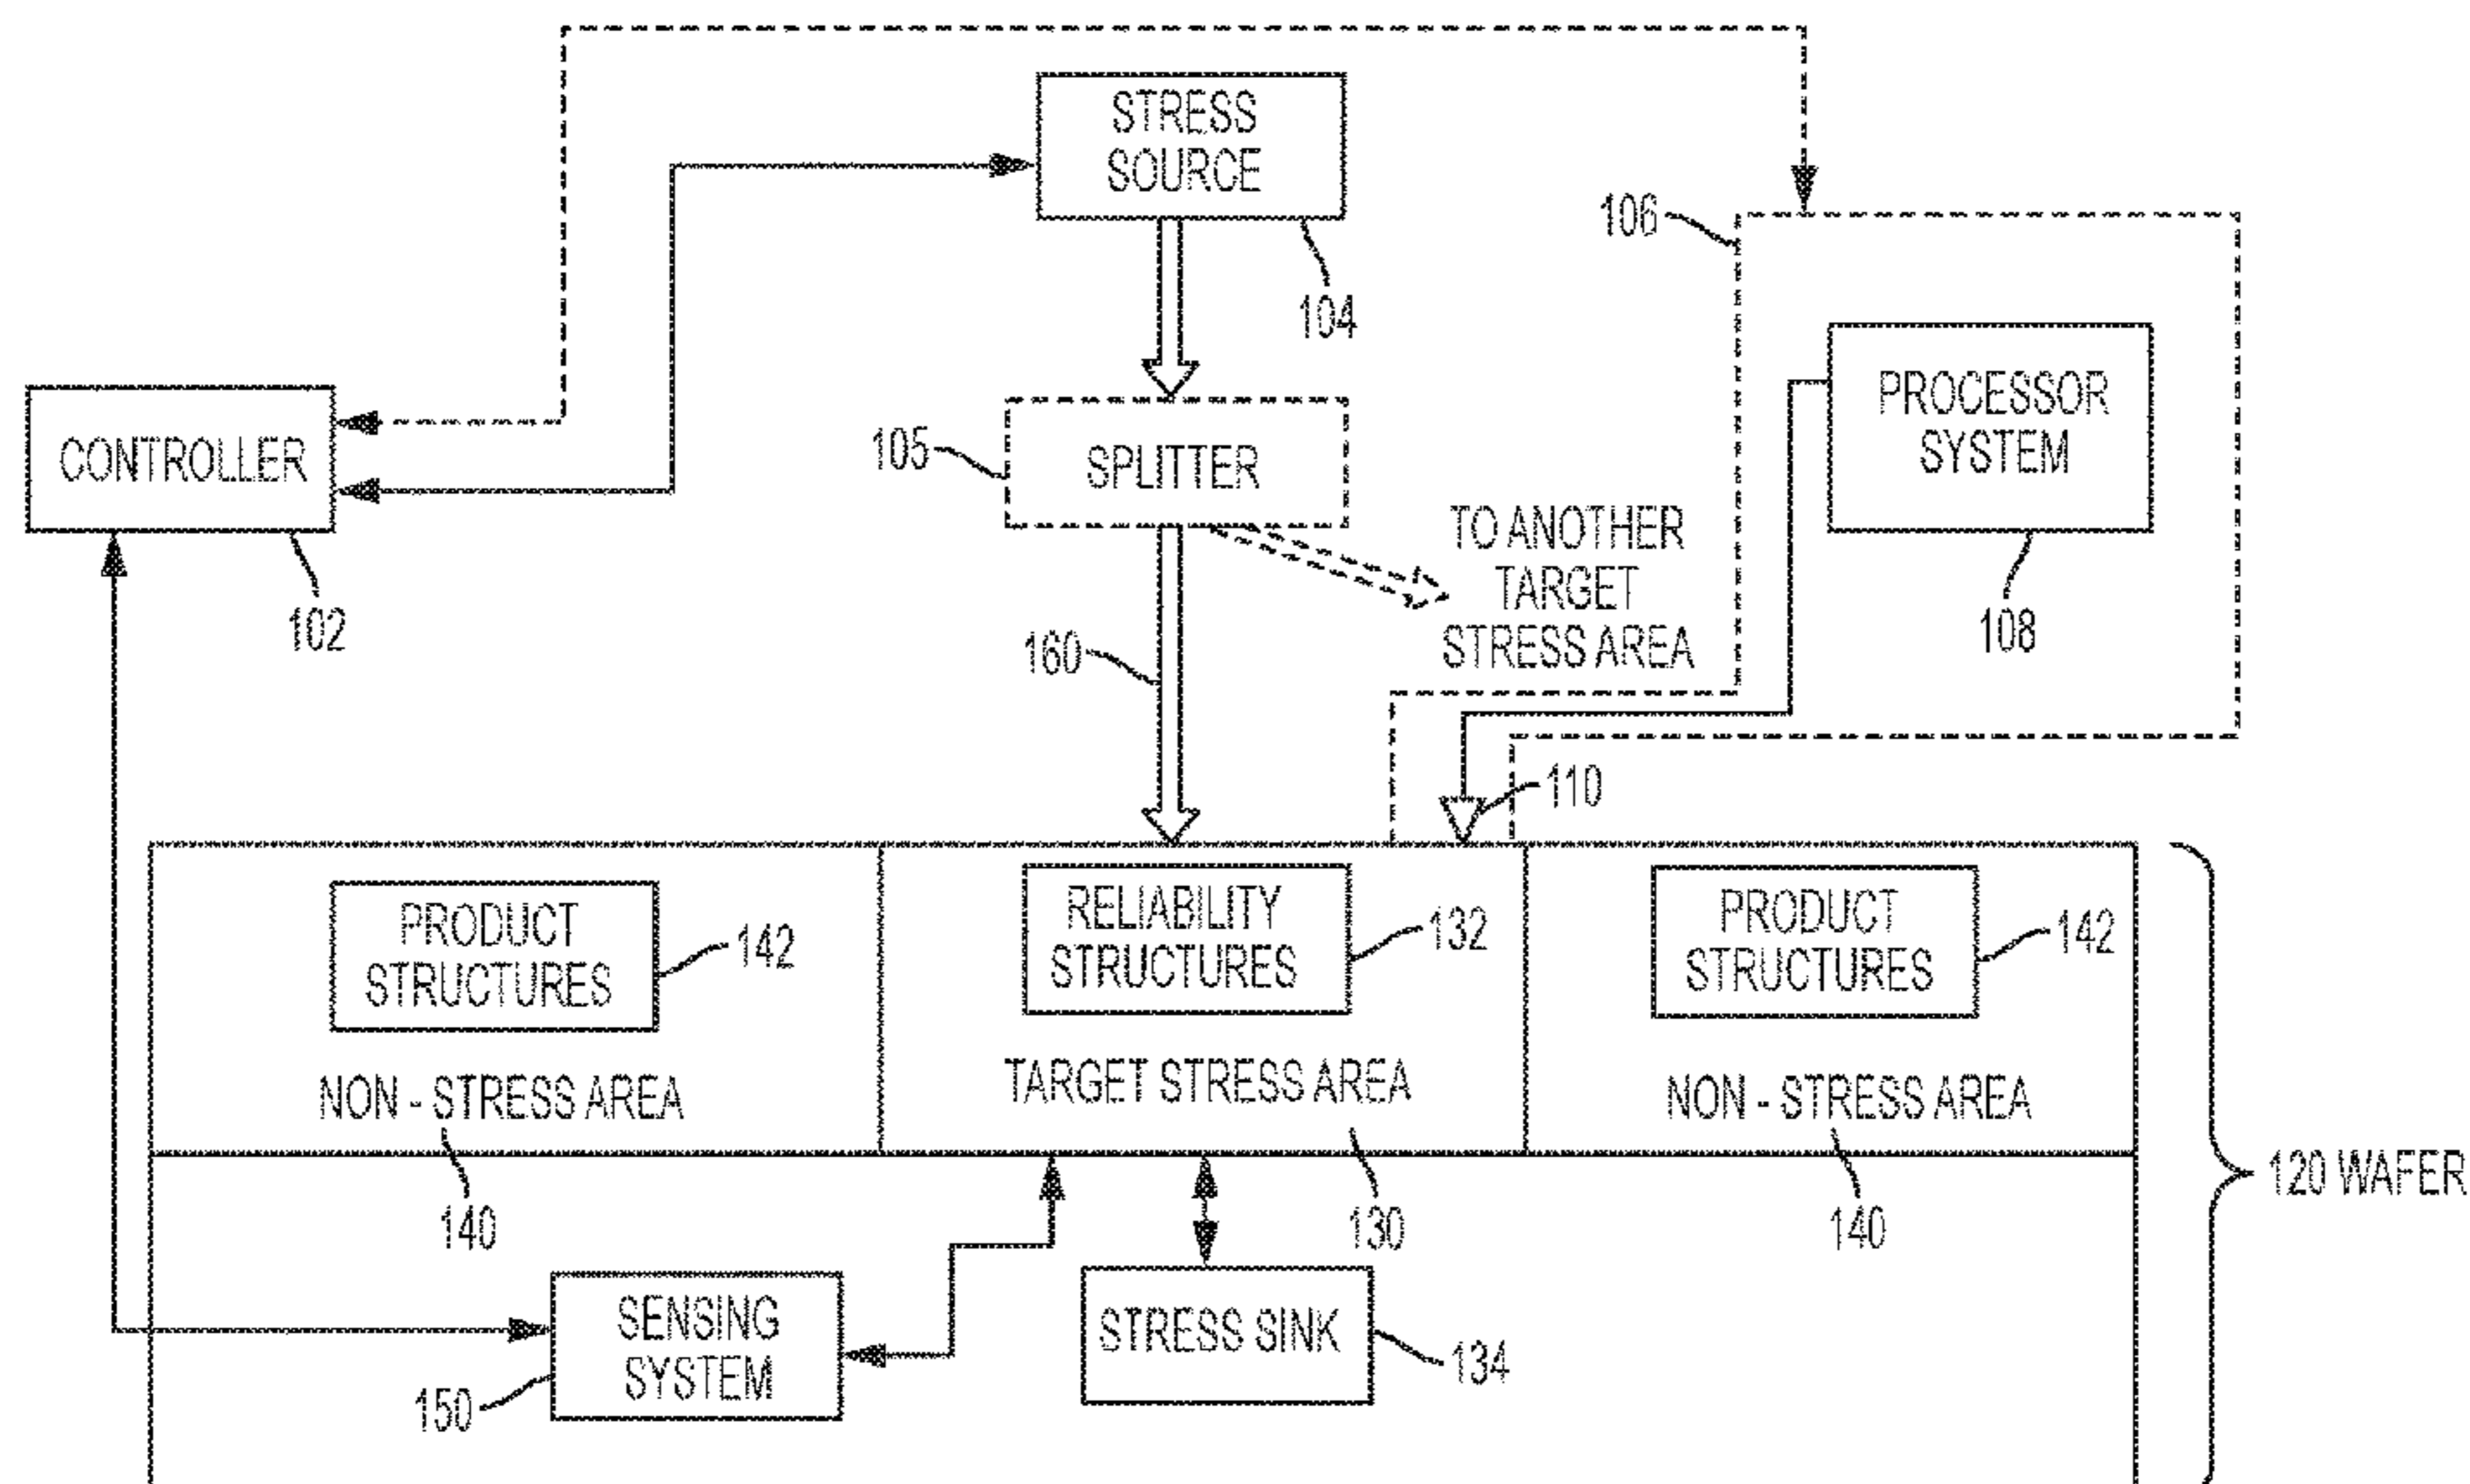 STRESS
SOURCE
104
106
PROCESSOR
SYSTEM
108
CONTROLLER
102
105
SPLITTER
TO ANOTHER
TARGET
STRESS AREA
160
110
PRODUCT
STRUCTURES
142
RELIABILITY
STRUCTURES
132
PRODUCT
STRUCTURES
142
NON - STRESS AREA
140
TARGET STRESS AREA
130
NON - STRESS AREA
140
120 WAFER
SENSING
SYSTEM
150
STRESS SINK
134